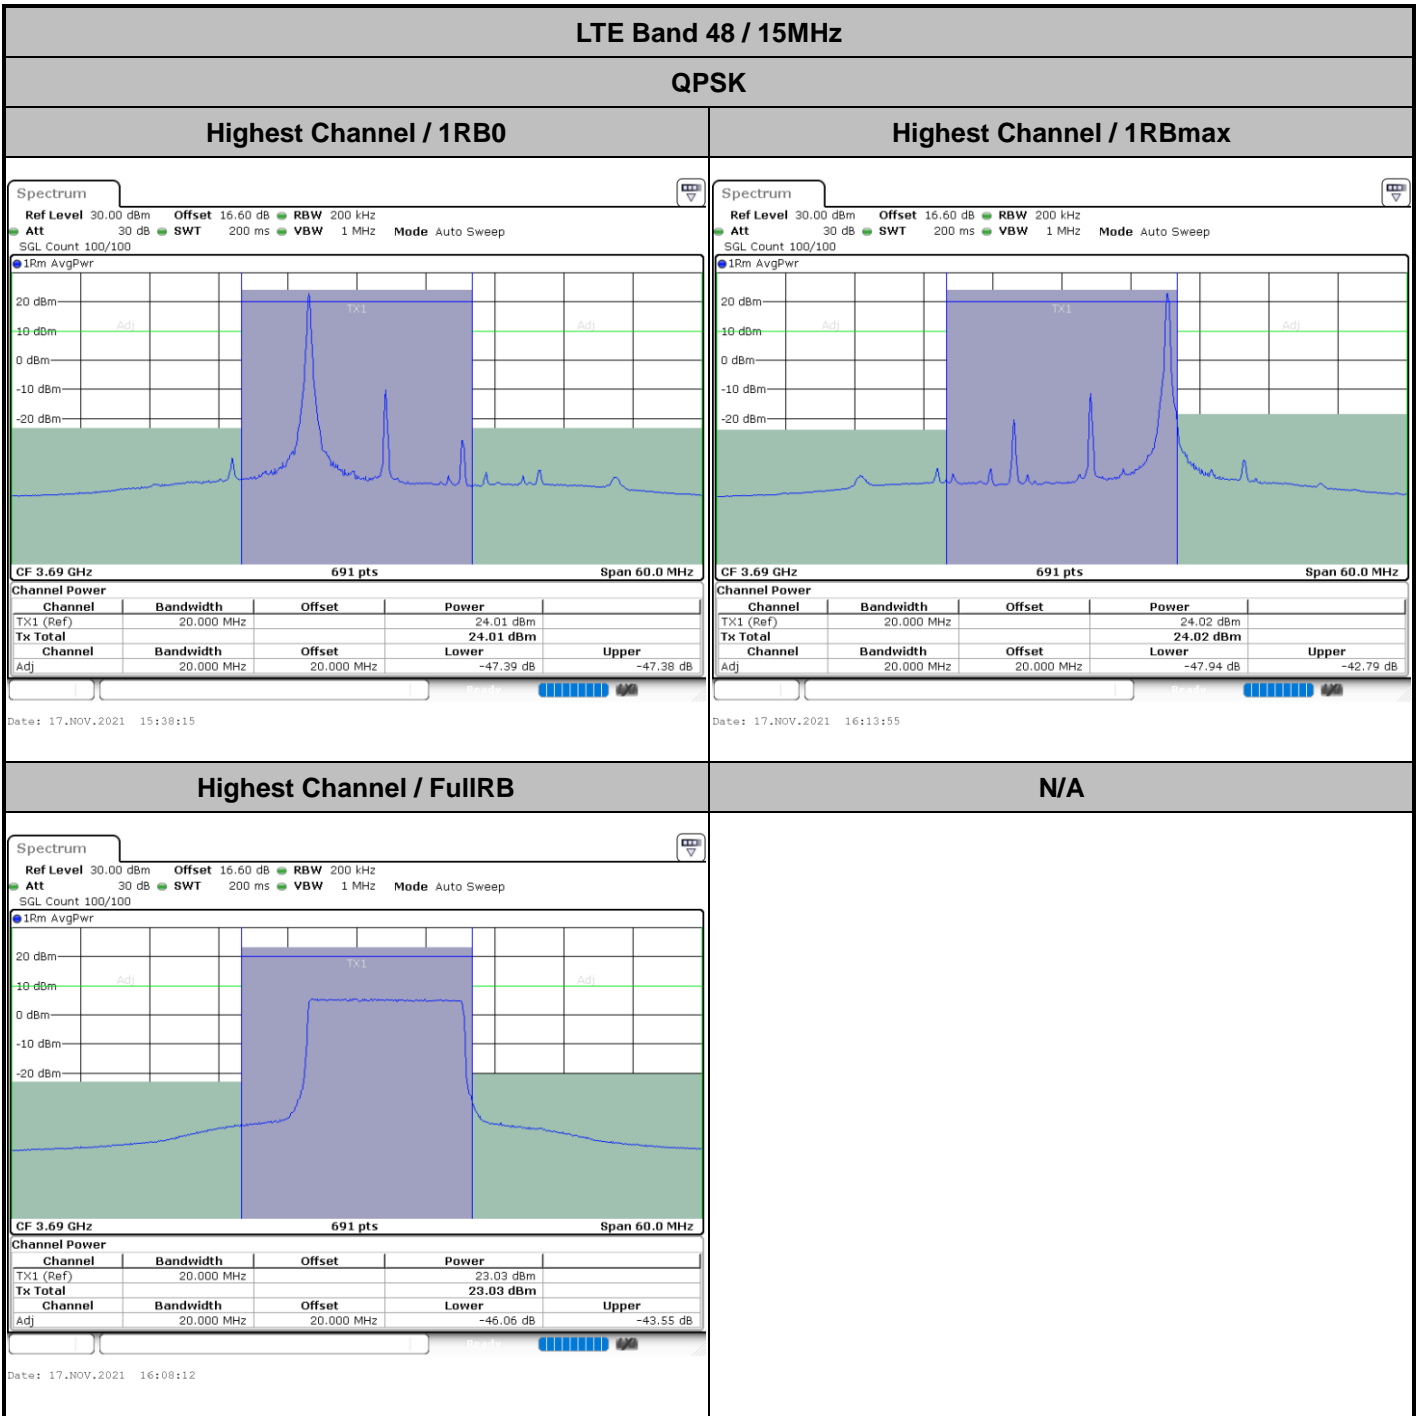 LTE Band 48 / 15MHz
QPSK
Highest Channel / 1RB0
Highest Channel / 1RBmax
Spectrum
Ref Level 30.00 dBm Offset 16.60 dB RBW 200 kHz
Att 30 dB SWT 200 ms VBW 1 MHz Mode Auto Sweep
SGL Count 100/100
1Rm AvgPwr
TX1
20 dBm
Adj
Adj
10 dBm
0 dBm
-10 dBm
-20 dBm
CF 3.69 GHz 691 pts Span 60.0 MHz
Channel Power
Channel Bandwidth Offset Power
TX1 (Ref) 20.000 MHz 24.01 dBm
Tx Total 24.01 dBm
Channel Bandwidth Offset Lower Upper
Adj 20.000 MHz 20.000 MHz -47.39 dB -47.38 dB
Ready
Date: 17.NOV.2021 15:38:15
Spectrum
Ref Level 30.00 dBm Offset 16.60 dB RBW 200 kHz
Att 30 dB SWT 200 ms VBW 1 MHz Mode Auto Sweep
SGL Count 100/100
1Rm AvgPwr
TX1
20 dBm
Adj
Adj
10 dBm
0 dBm
-10 dBm
-20 dBm
CF 3.69 GHz 691 pts Span 60.0 MHz
Channel Power
Channel Bandwidth Offset Power
TX1 (Ref) 20.000 MHz 24.02 dBm
Tx Total 24.02 dBm
Channel Bandwidth Offset Lower Upper
Adj 20.000 MHz 20.000 MHz -47.94 dB -42.79 dB
Ready
Date: 17.NOV.2021 16:13:55
Highest Channel / FullRB
N/A
Spectrum
Ref Level 30.00 dBm Offset 16.60 dB RBW 200 kHz
Att 30 dB SWT 200 ms VBW 1 MHz Mode Auto Sweep
SGL Count 100/100
1Rm AvgPwr
20 dBm
TX1
Adj
Adj
10 dBm
0 dBm
-10 dBm
-20 dBm
CF 3.69 GHz 691 pts Span 60.0 MHz
Channel Power
Channel Bandwidth Offset Power
TX1 (Ref) 20.000 MHz 23.03 dBm
Tx Total 23.03 dBm
Channel Bandwidth Offset Lower Upper
Adj 20.000 MHz 20.000 MHz -46.06 dB -43.55 dB
Ready
Date: 17.NOV.2021 16:08:12